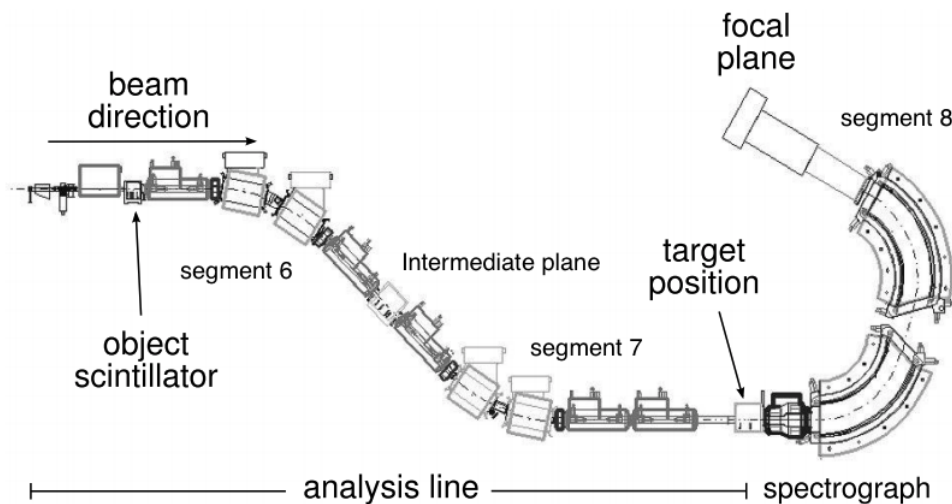 focal
plane
segment 8
beam
direction
segment 6
Intermediate plane
target
position
object
scintillator
segment 7
analysis line
spectrograph